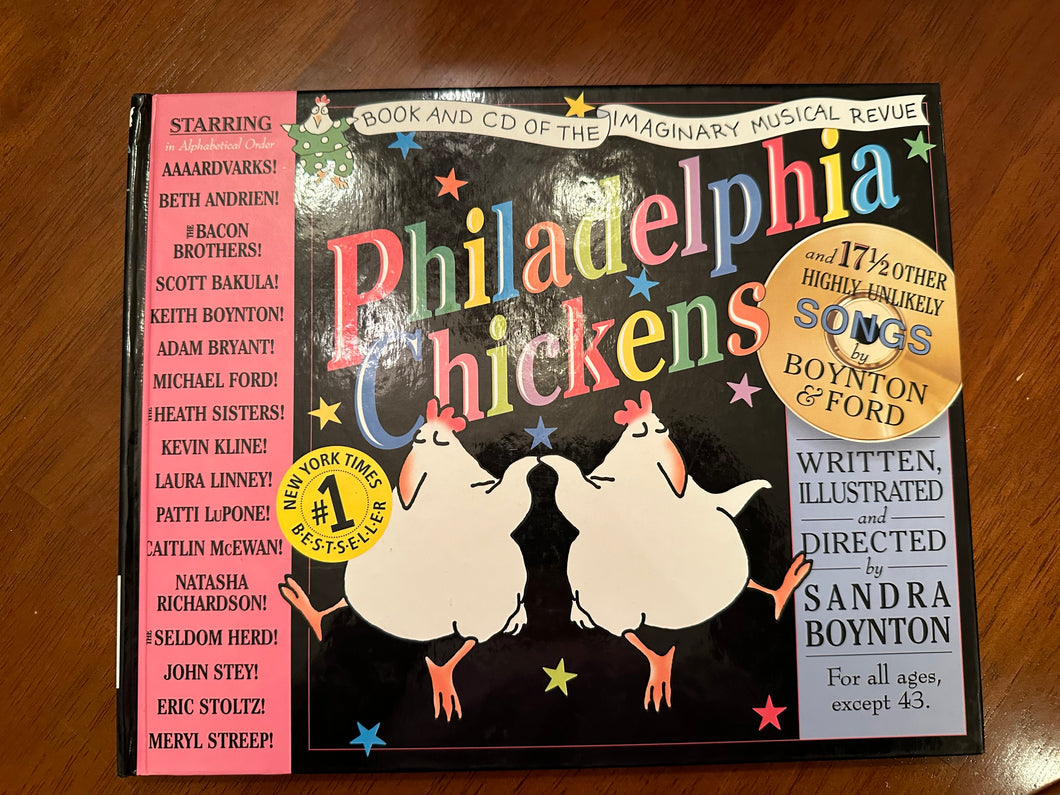 STARRING
in Alphabetical Order
AAAARDVARKS!
BETH ANDRIEN!
THE BACON
BROTHERS!
SCOTT BAKULA!
KEITH BOYNTON!
ADAM BRYANT!
MICHAEL FORD!
THE HEATH SISTERS!
KEVIN KLINE!
LAURA LINNEY!
PATTI LuPONE!
CAITLIN McEWAN!
NATASHA
RICHARDSON!
THE SELDOM HERD!
JOHN STEY!
ERIC STOLTZ!
MERYL STREEP!
BOOK AND CD OF THE IMAGINARY MUSICAL REVUE
Philadelphia
Chickens
and 17½ OTHER
HIGHLY UNLIKELY
SONGS
by
BOYNTON
& FORD
NEW YORK TIMES
#1
B•E•S•T•S•E•L•L•E•R
WRITTEN,
ILLUSTRATED
and
DIRECTED
by
SANDRA
BOYNTON
For all ages,
except 43.